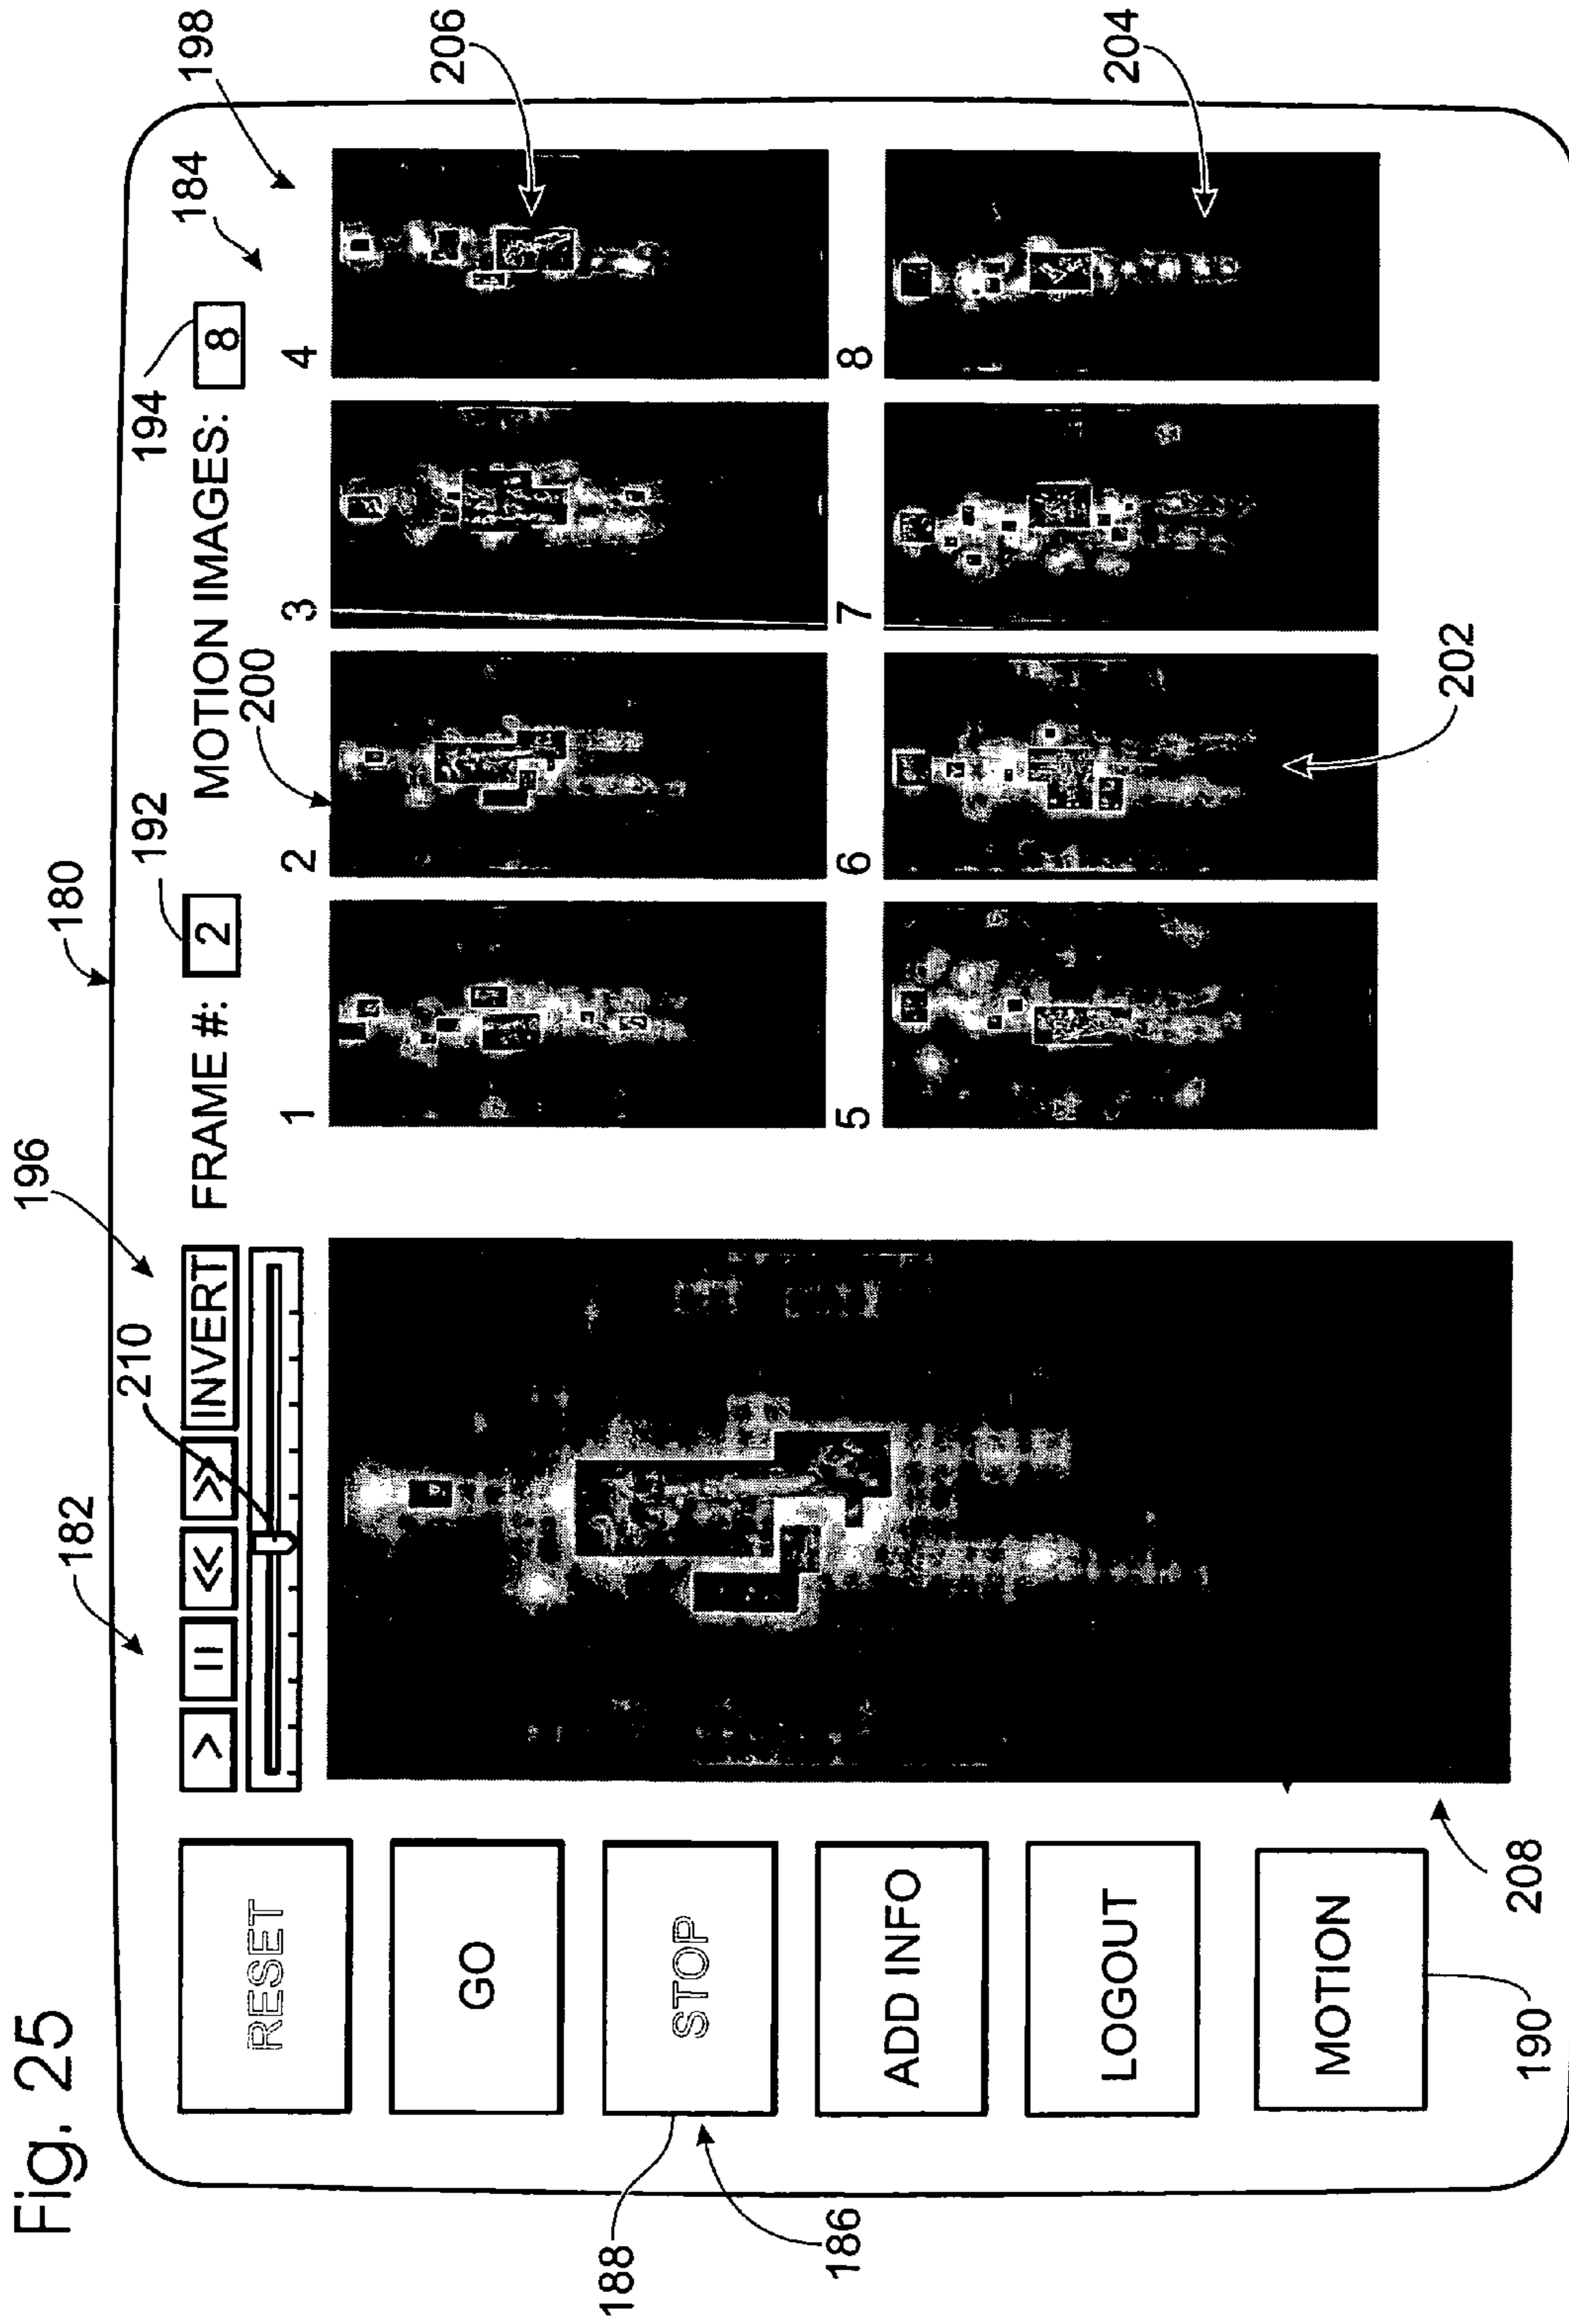 Fig. 25
180
182
210
196
192
194
184
198
RESET
> II << >> INVERT
FRAME #: 2
MOTION IMAGES: 8
200
1
2
3
4
206
GO
188
STOP
186
5
6
7
8
ADD INFO
204
LOGOUT
202
MOTION
190
208